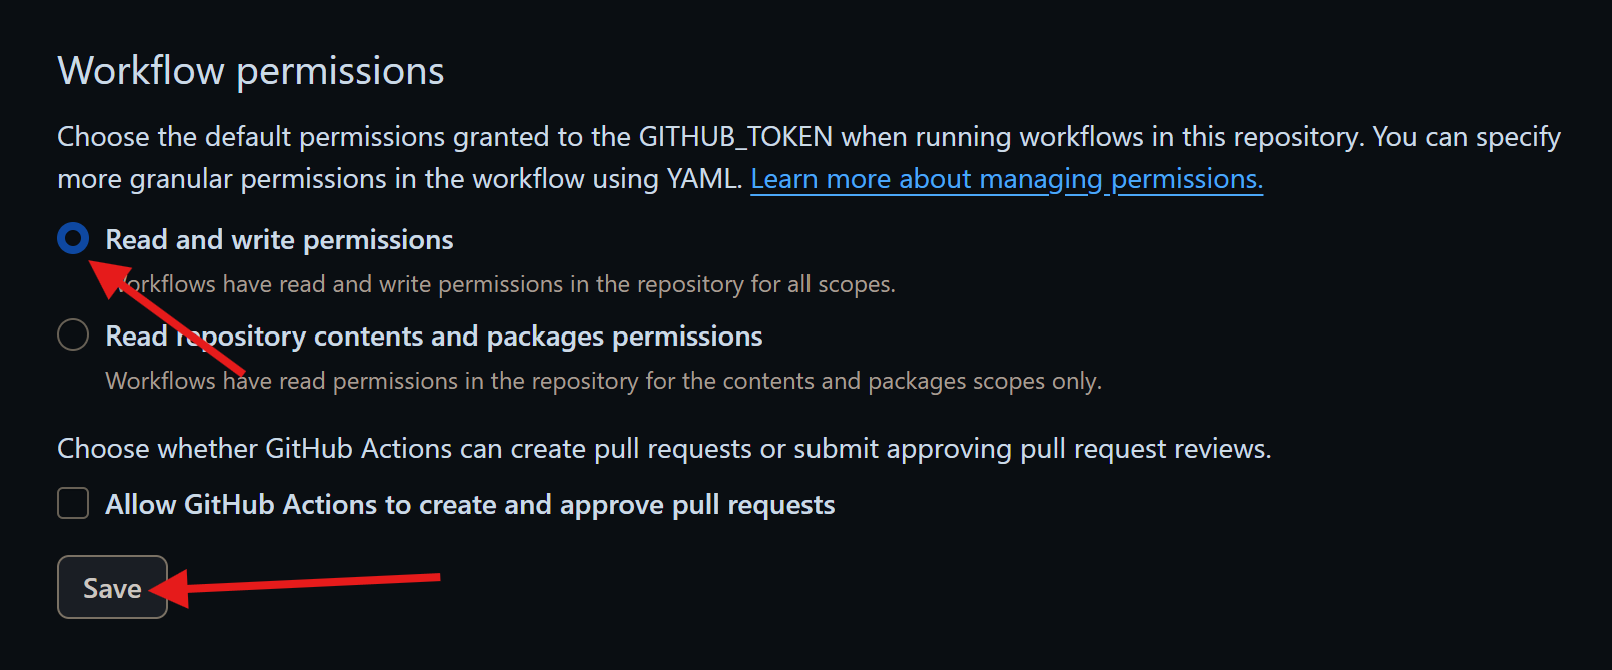 Workflow permissions
Choose the default permissions granted to the GITHUB_TOKEN when running workflows in this repository. You can specify
more granular permissions in the workflow using YAML. Learn more about managing permissions.
Read and write permissions
Workflows have read and write permissions in the repository for all scopes.
Read repository contents and packages permissions
Workflows have read permissions in the repository for the contents and packages scopes only.
Choose whether GitHub Actions can create pull requests or submit approving pull request reviews.
Allow GitHub Actions to create and approve pull requests
Save